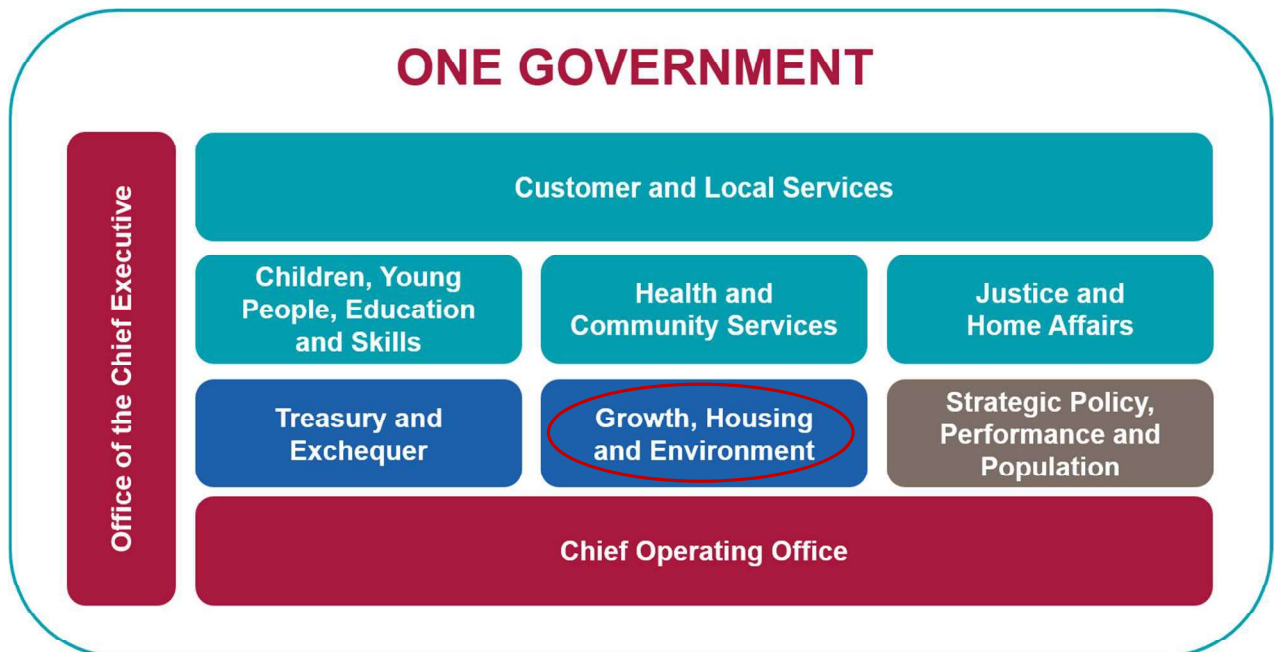 ONE GOVERNMENT
Office of the Chief Executive
Customer and Local Services
Children, Young
People, Education
and Skills
Health and
Community Services
Justice and
Home Affairs
Treasury and
Exchequer
Growth, Housing
and Environment
Strategic Policy,
Performance and
Population
Chief Operating Office